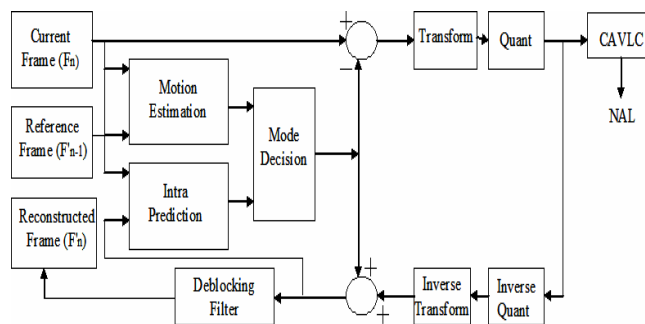 Current
Frame (Fn)
Reference
Frame (F'n-1)
Reconstructed
Frame (F'n)
Motion
Estimation
Intra
Prediction
Mode
Decision
+
−
Transform
Quant
CAVLC
NAL
Deblocking
Filter
+
+
Inverse
Transform
Inverse
Quant